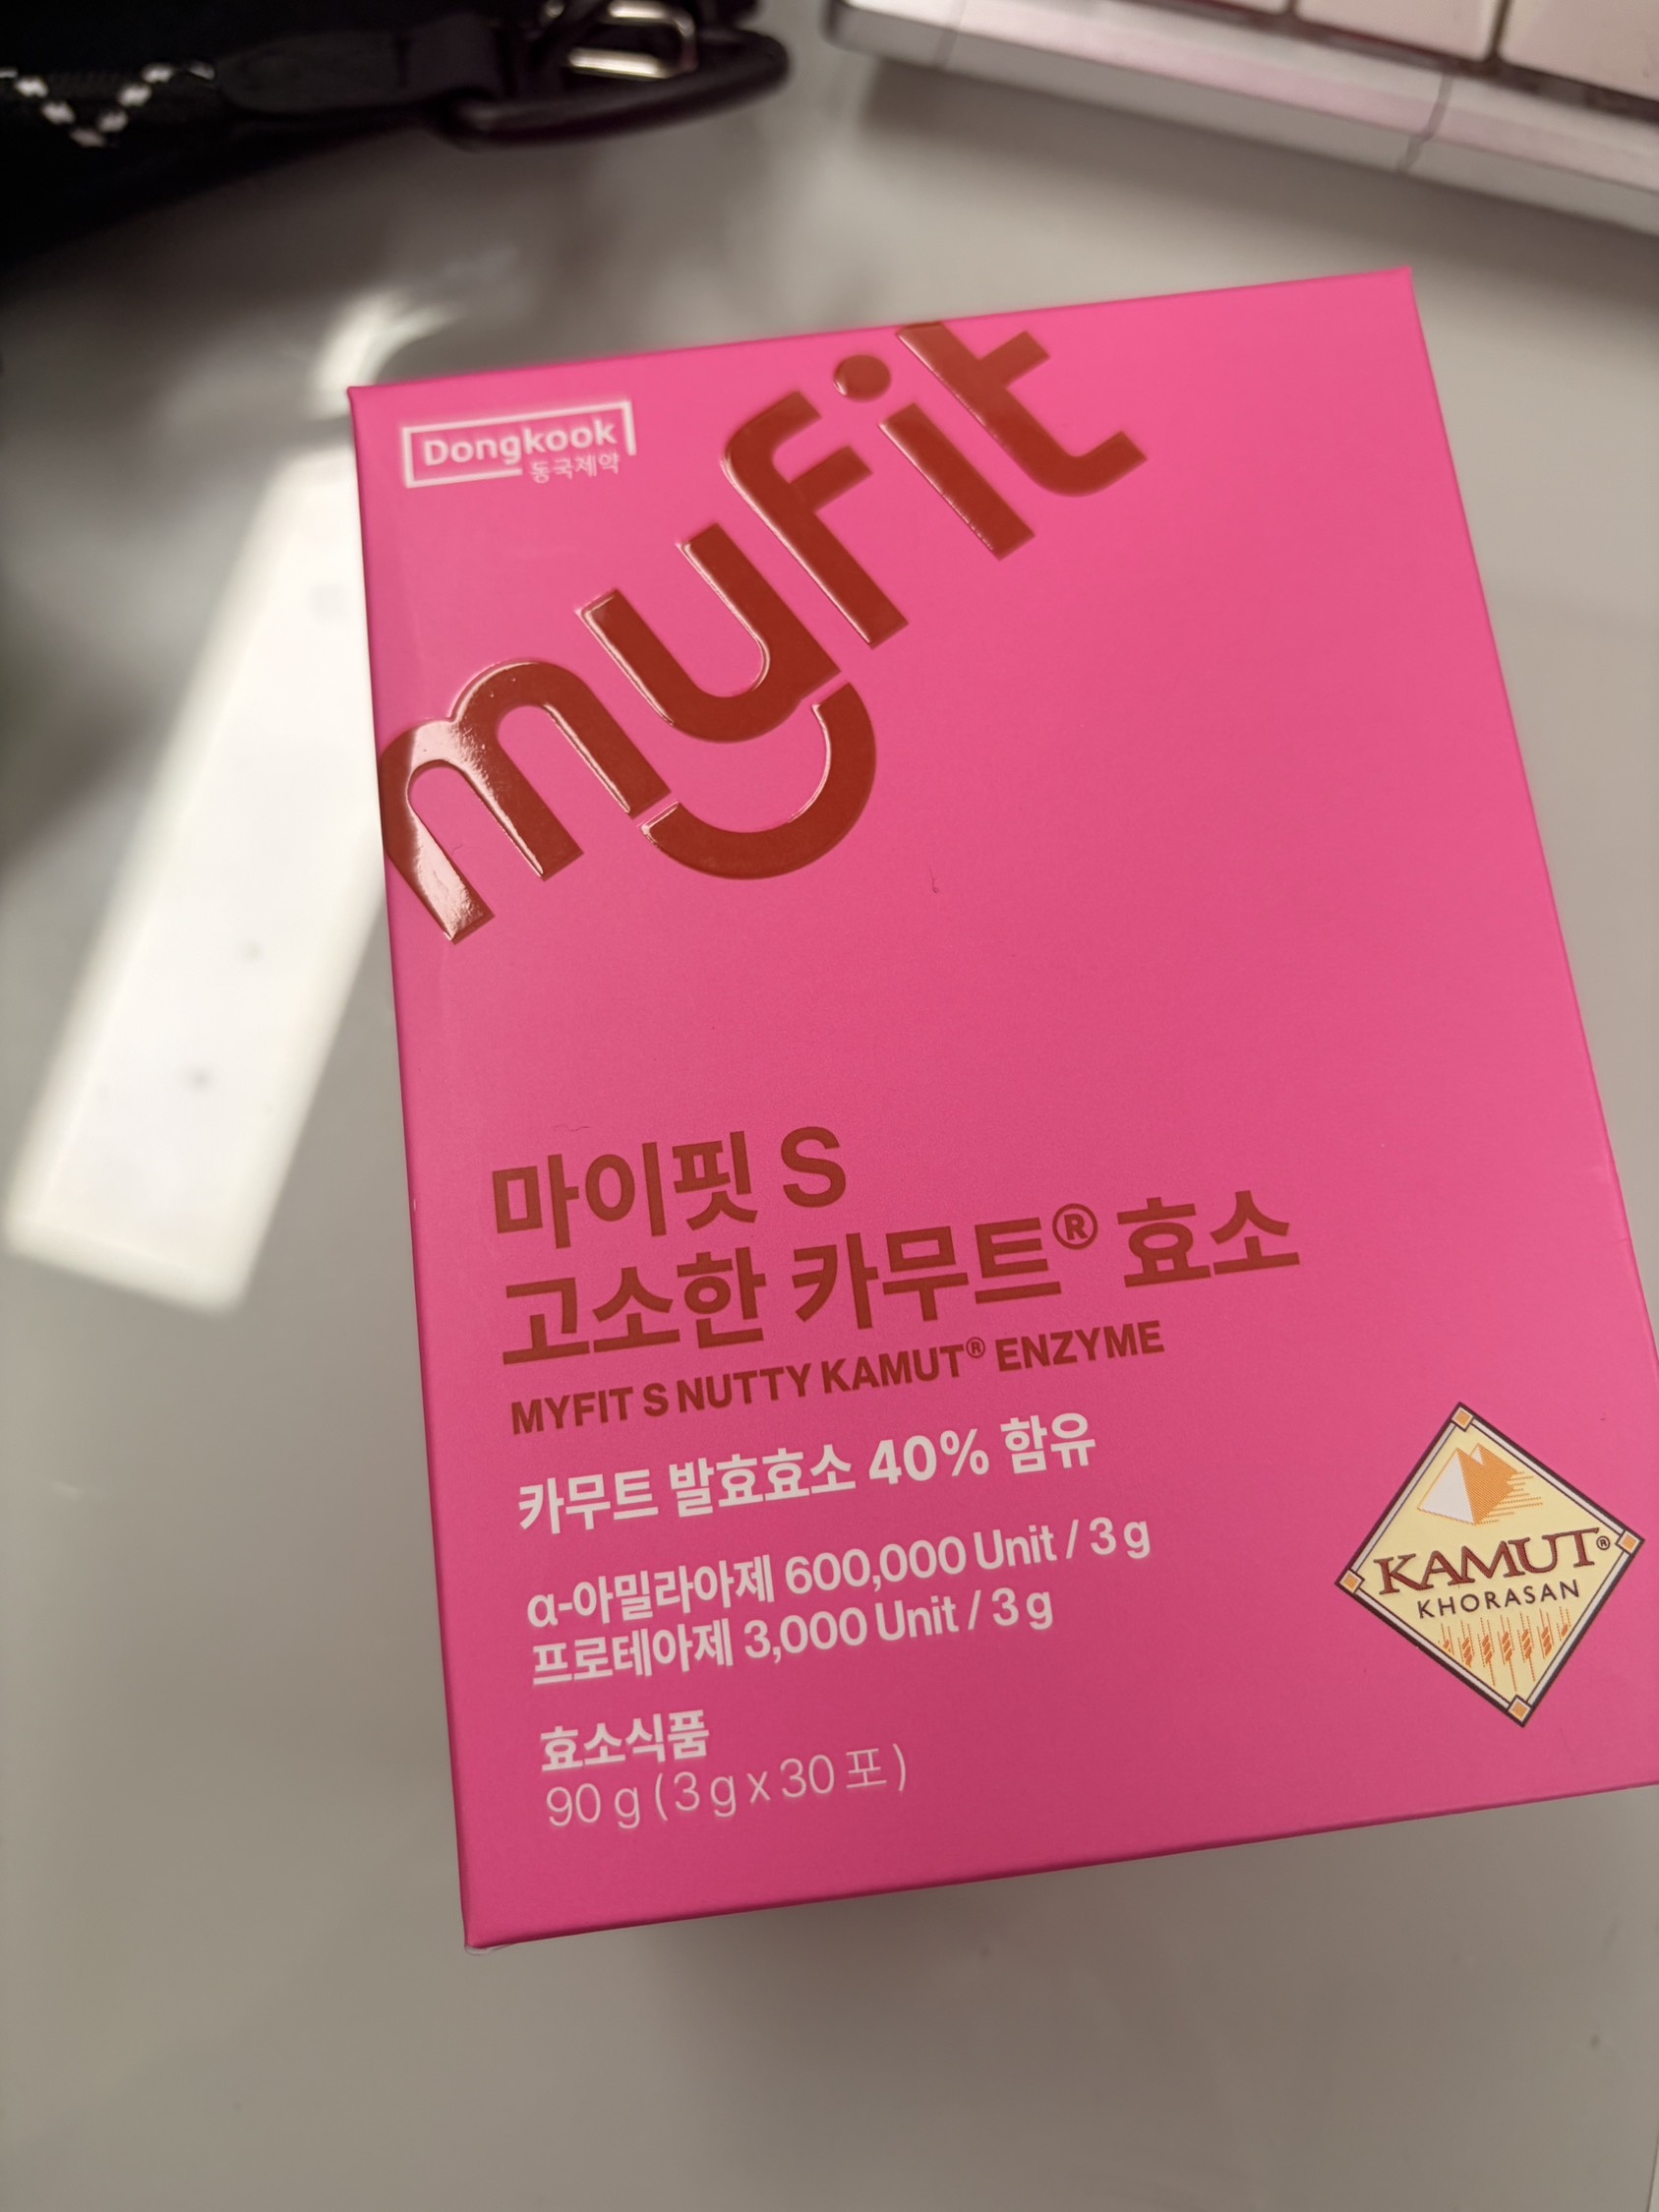 Dongkook
동국제약
myfit
마이핏 S
고소한 카무트® 효소
MYFIT S NUTTY KAMUT® ENZYME
카무트 발효효소 40% 함유
α-아밀라아제 600,000 Unit / 3 g
프로테아제 3,000 Unit / 3 g
효소식품
90 g ( 3 g x 30 포 )
KAMUT®
KHORASAN